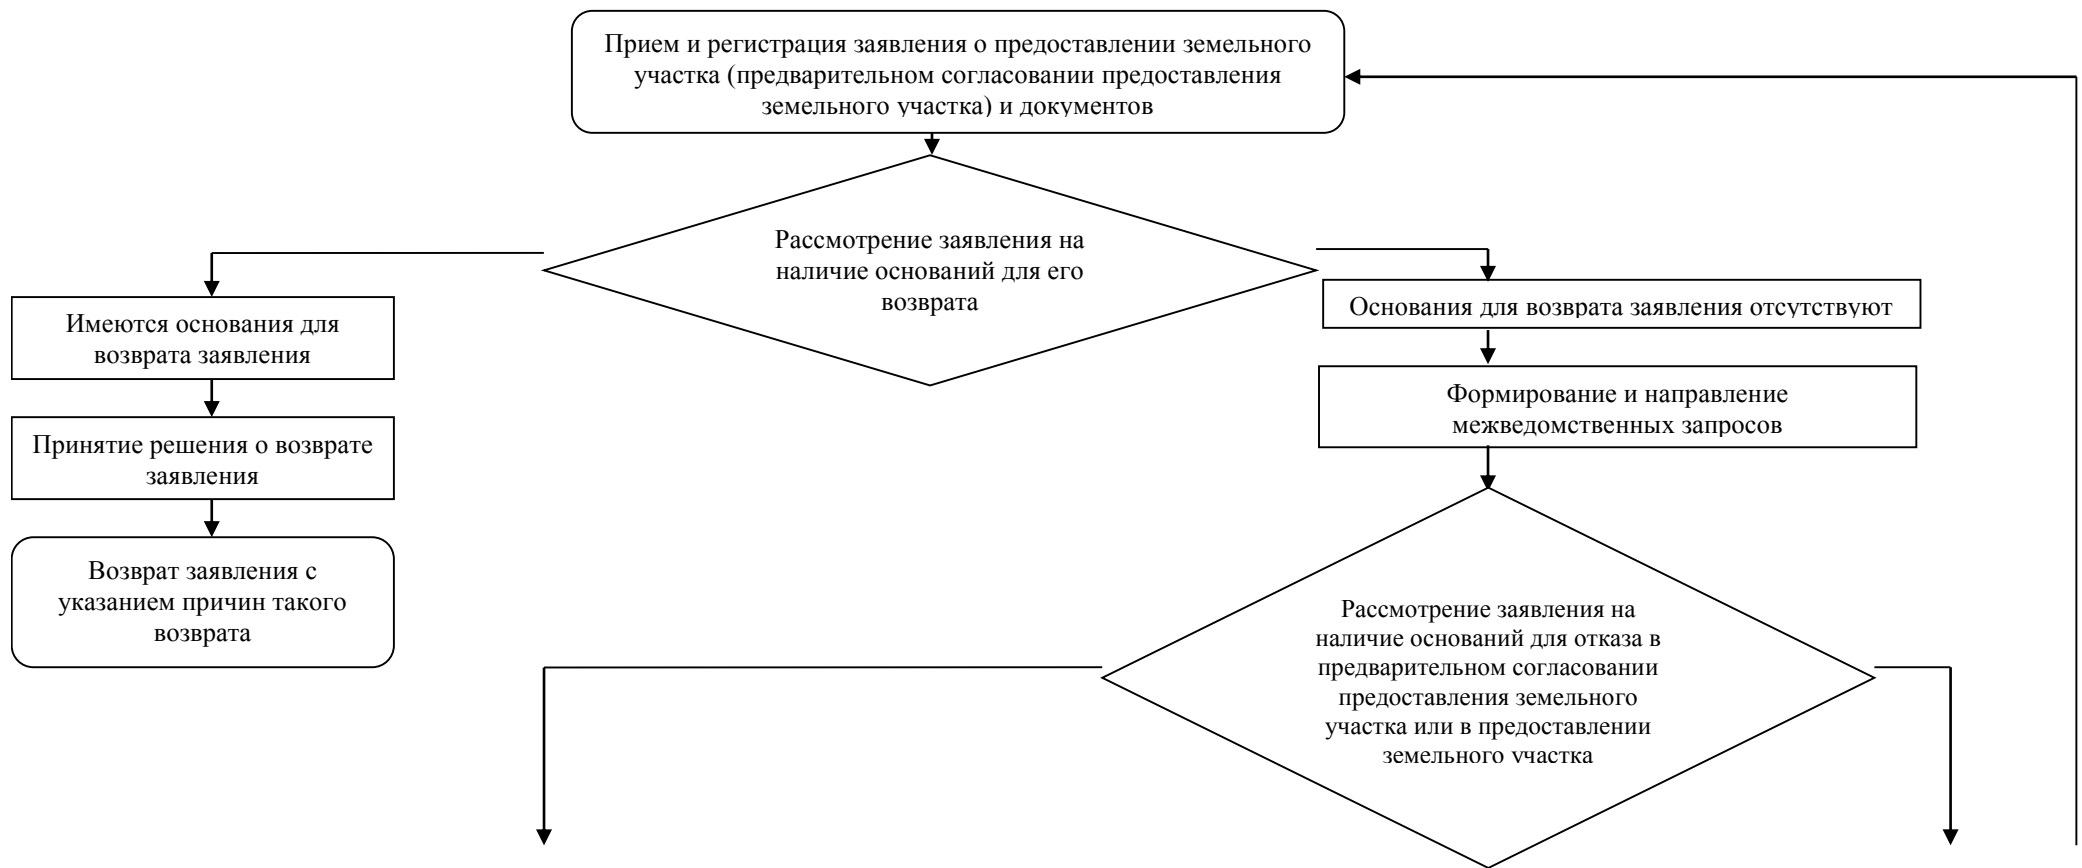 Прием и регистрация заявления о предоставлении земельного
участка (предварительном согласовании предоставления
земельного участка) и документов
Рассмотрение заявления на
наличие оснований для его
возврата
Имеются основания для
возврата заявления
Основания для возврата заявления отсутствуют
Принятие решения о возврате
заявления
Формирование и направление
межведомственных запросов
Возврат заявления с
указанием причин такого
возврата
Рассмотрение заявления на
наличие оснований для отказа в
предварительном согласовании
предоставления земельного
участка или в предоставлении
земельного участка